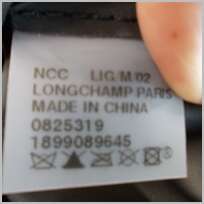 NCC LIG/M/02
LONGCHAMP PARIS
MADE IN CHINA
0825319
1899089645